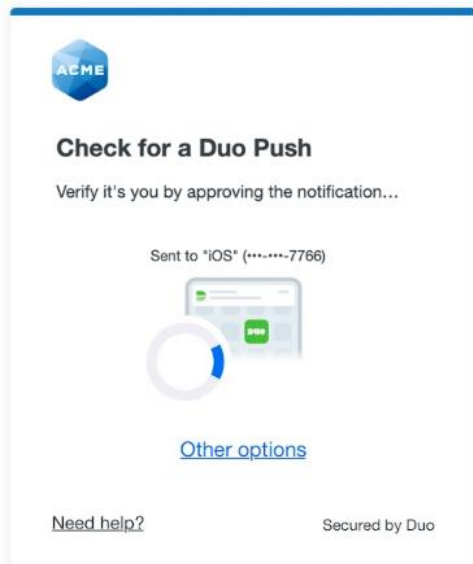 ACME
Check for a Duo Push
Verify it's you by approving the notification...
Sent to "iOS" (•••-•••-7766)
DUO
Other options
Need help?
Secured by Duo